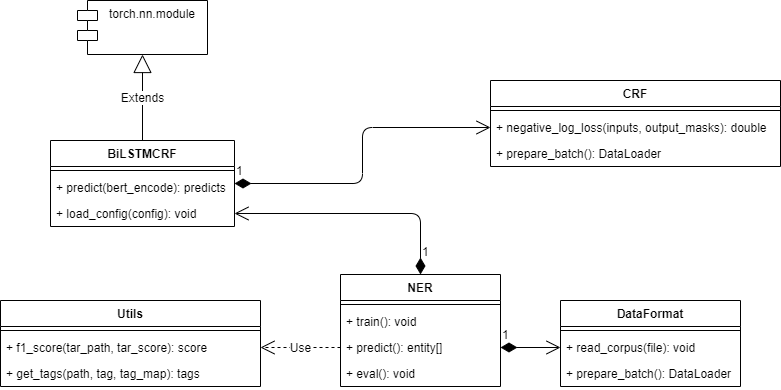 torch.nn.module
Extends
CRF
+ negative_log_loss(inputs, output_masks): double
+ prepare_batch(): DataLoader
BiLSTMCRF
+ predict(bert_encode): predicts
+ load_config(config): void
1
1
NER
+ train(): void
+ predict(): entity[]
+ eval(): void
Utils
+ f1_score(tar_path, tar_score): score
+ get_tags(path, tag, tag_map): tags
Use
1
DataFormat
+ read_corpus(file): void
+ prepare_batch(): DataLoader